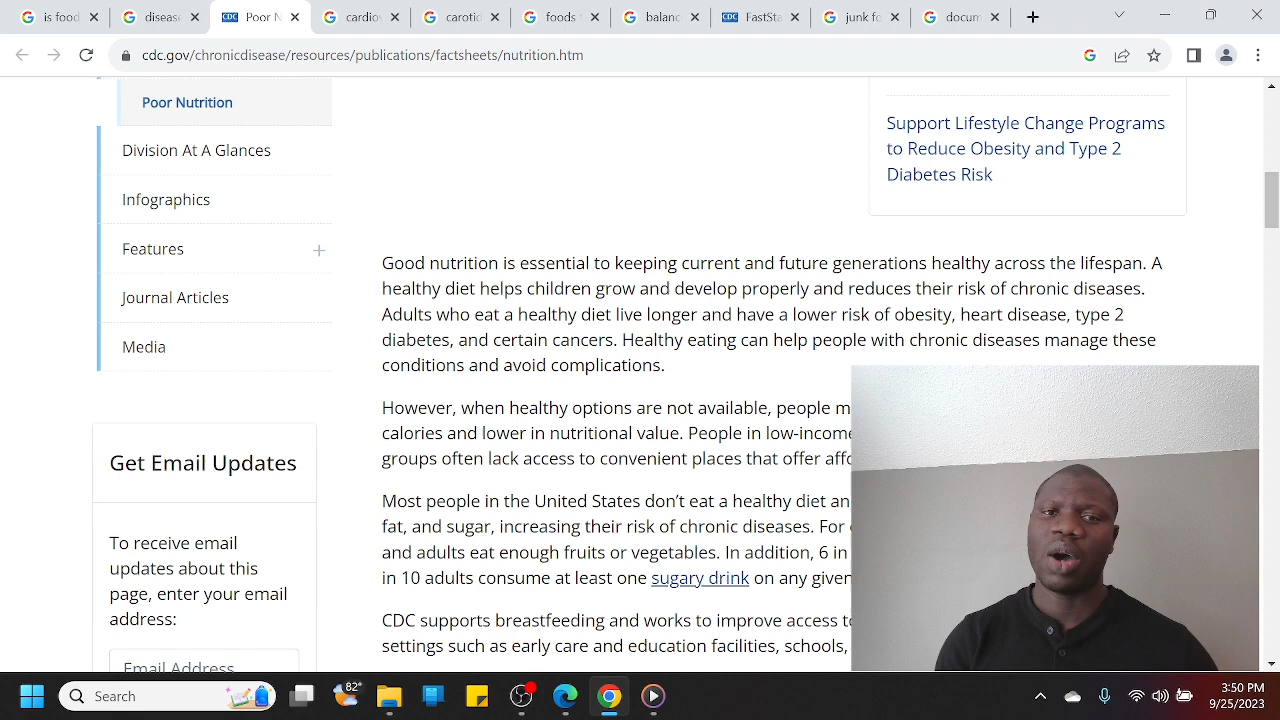 is food
disease
CDC
Poor N
cardiov
carotid
foods t
balanc
CDC
FastSta
junk fo
docum
cdc.gov/chronicdisease/resources/publications/factsheets/nutrition.htm
Poor Nutrition
Division At A Glances
Infographics
Features
Journal Articles
Media
Get Email Updates
To receive email
updates about this
page, enter your email
address:
Email Address
Support Lifestyle Change Programs
to Reduce Obesity and Type 2
Diabetes Risk
Good nutrition is essential to keeping current and future generations healthy across the lifespan. A
healthy diet helps children grow and develop properly and reduces their risk of chronic diseases.
Adults who eat a healthy diet live longer and have a lower risk of obesity, heart disease, type 2
diabetes, and certain cancers. Healthy eating can help people with chronic diseases manage these
conditions and avoid complications.
However, when healthy options are not available, people m
calories and lower in nutritional value. People in low-income
groups often lack access to convenient places that offer affo
Most people in the United States don't eat a healthy diet an
fat, and sugar, increasing their risk of chronic diseases. For
and adults eat enough fruits or vegetables. In addition, 6 in
in 10 adults consume at least one sugary drink on any given
CDC supports breastfeeding and works to improve access to
settings such as early care and education facilities, schools,
Search
82°
3:50 PM
9/25/2023